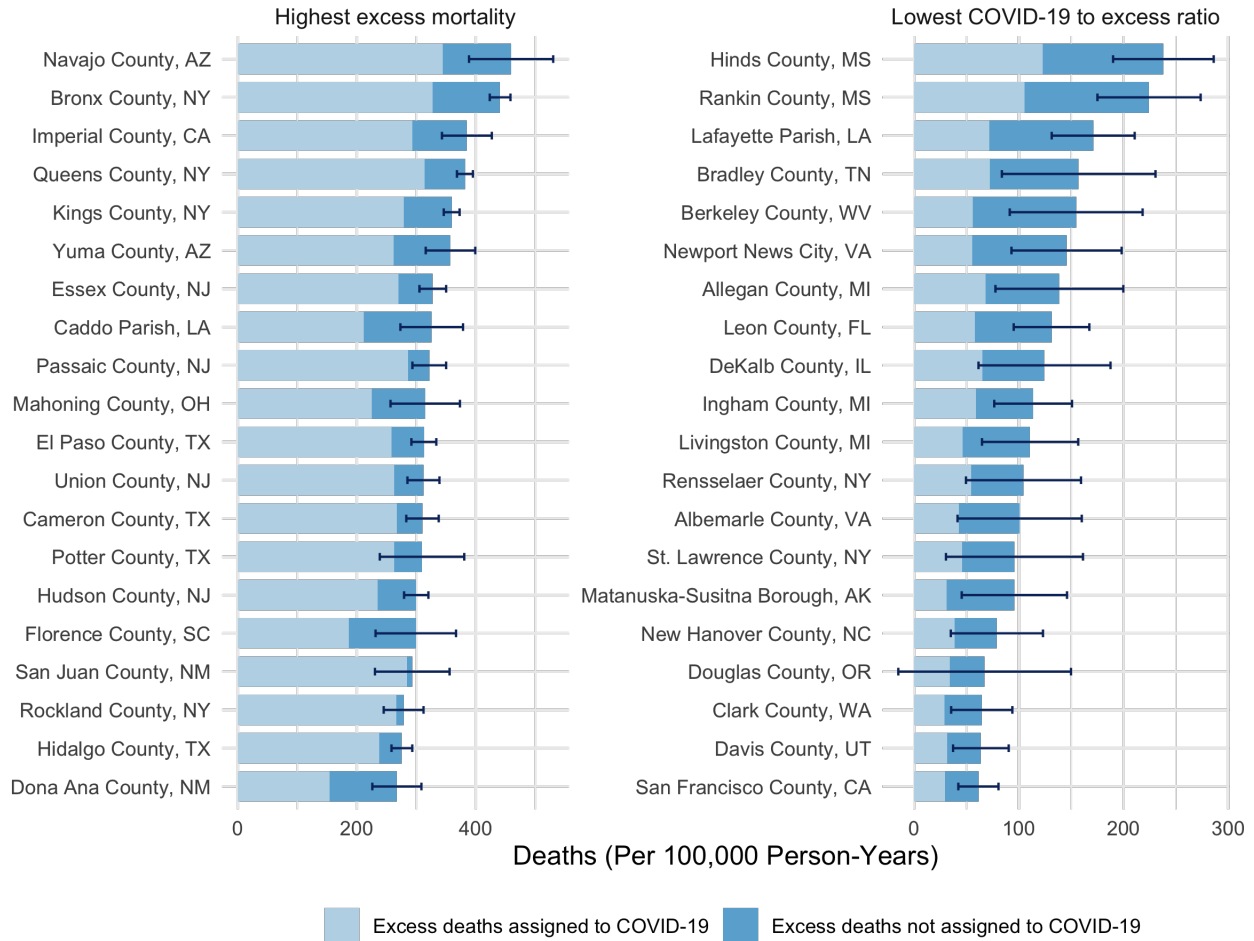 Highest excess mortality
Navajo County, AZ
Bronx County, NY
Imperial County, CA
Queens County, NY
Kings County, NY
Yuma County, AZ
Essex County, NJ
Caddo Parish, LA
Passaic County, NJ
Mahoning County, OH
El Paso County, TX
Union County, NJ
Cameron County, TX
Potter County, TX
Hudson County, NJ
Florence County, SC
San Juan County, NM
Rockland County, NY
Hidalgo County, TX
Dona Ana County, NM
0 200 400
Lowest COVID-19 to excess ratio
Hinds County, MS
Rankin County, MS
Lafayette Parish, LA
Bradley County, TN
Berkeley County, WV
Newport News City, VA
Allegan County, MI
Leon County, FL
DeKalb County, IL
Ingham County, MI
Livingston County, MI
Rensselaer County, NY
Albemarle County, VA
St. Lawrence County, NY
Matanuska-Susitna Borough, AK
New Hanover County, NC
Douglas County, OR
Clark County, WA
Davis County, UT
San Francisco County, CA
0 100 200 300
Deaths (Per 100,000 Person-Years)
Excess deaths assigned to COVID-19
Excess deaths not assigned to COVID-19